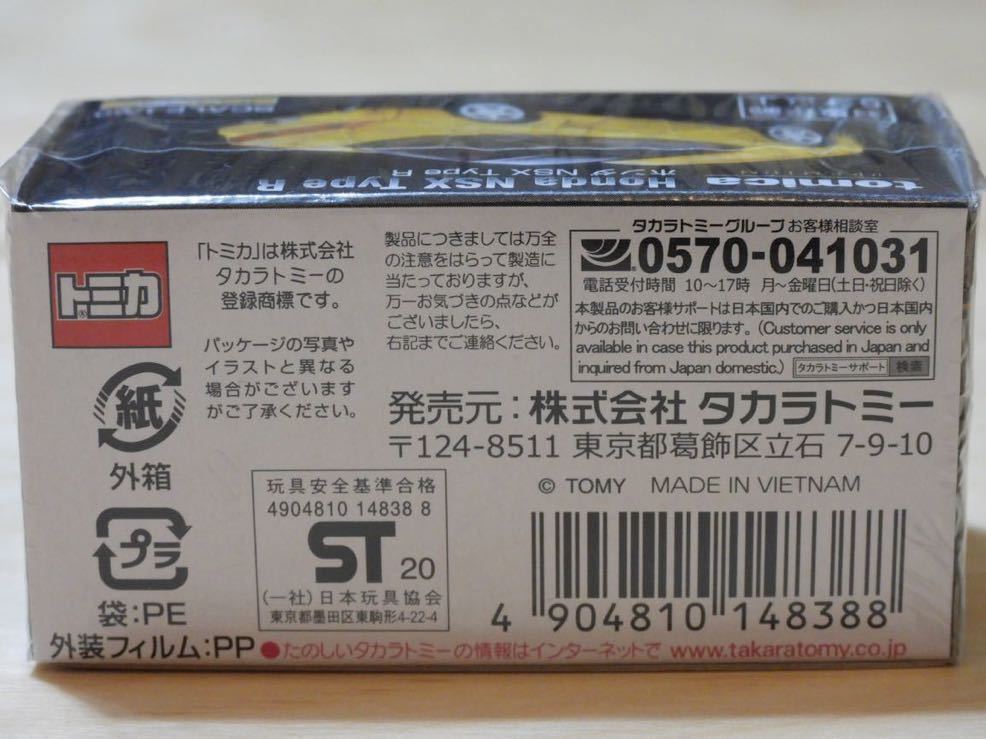 tomica Honda NSX Type R
ホンダ NSX Type R
トミカ®
「トミカ」は株式会社
タカラトミーの
登録商標です。
パッケージの写真や
イラストと異なる
場合がございます
がご了承ください。
紙
外箱
プラ
袋:PE
外装フィルム:PP
製品につきましては万全
の注意をはらって製造に
当たっておりますが、
万一お気づきの点などが
ございましたら、
右記までご連絡ください。
タカラトミーグループ お客様相談室
0570-041031
電話受付時間 10〜17時 月〜金曜日(土日・祝日除く)
本製品のお客様サポートは日本国内でのご購入かつ日本国内
からのお問い合わせに限ります。(Customer service is only
available in case this product purchased in Japan and
inquired from Japan domestic.) タカラトミーサポート 検索
発売元:株式会社 タカラトミー
〒124-8511 東京都葛飾区立石 7-9-10
© TOMY MADE IN VIETNAM
玩具安全基準合格
4904810 14838 8
ST 20
(一社)日本玩具協会
東京都墨田区東駒形4-22-4
4 904810 148388
●たのしいタカラトミーの情報はインターネットで www.takaratomy.co.jp